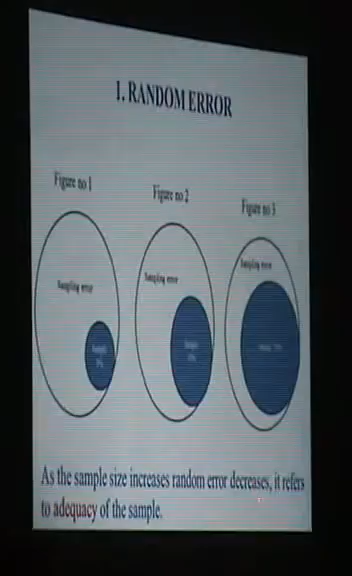 1. RANDOM ERROR
Figure no 1
Figure no 2
Figure no 3
Sampling error
Sampling error
Sampling error
Sample
As the sample size increases random error decreases, it refers
to adequacy of the sample.